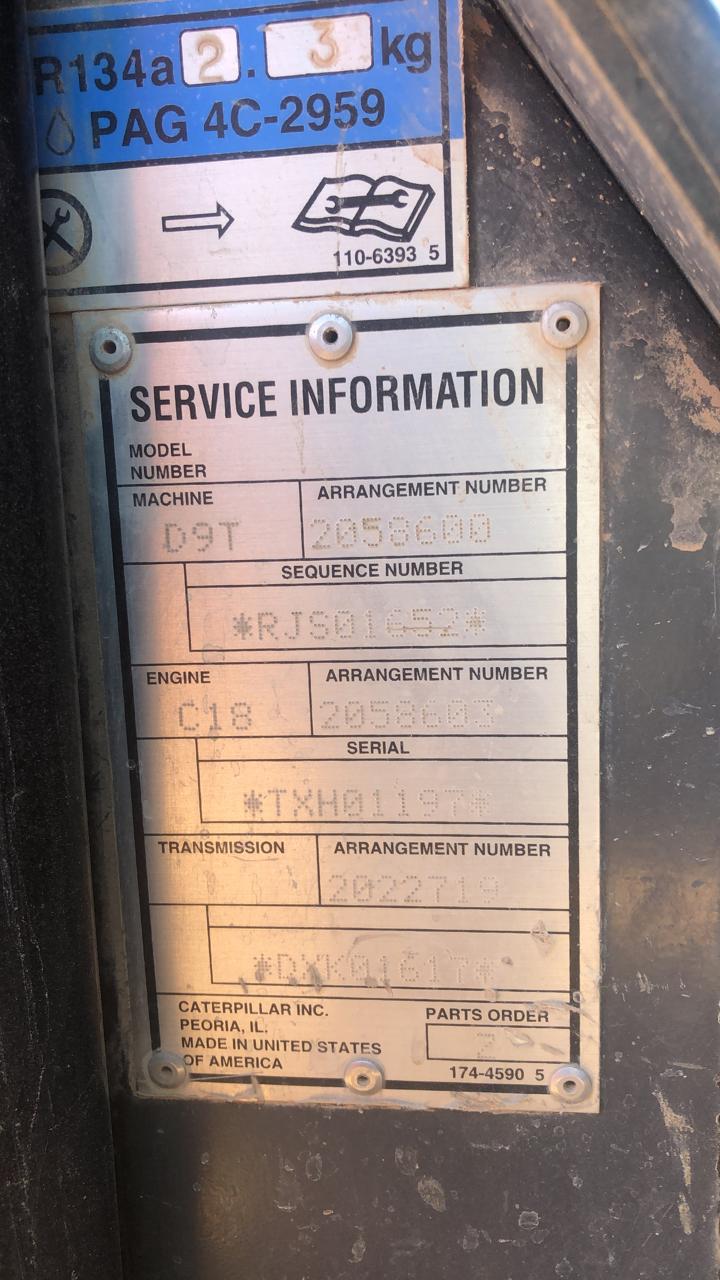 R134a 2.3 kg
PAG 4C-2959
110-6393 5
SERVICE INFORMATION
MODEL
NUMBER
MACHINE
ARRANGEMENT NUMBER
D9T
2058600
SEQUENCE NUMBER
*RJS01652*
ENGINE
ARRANGEMENT NUMBER
C18
2058603
SERIAL
*TXH01197*
TRANSMISSION
ARRANGEMENT NUMBER
2022719
*DXK01617*
CATERPILLAR INC.
PEORIA, IL.
MADE IN UNITED STATES
OF AMERICA
PARTS ORDER
2
174-4590 5